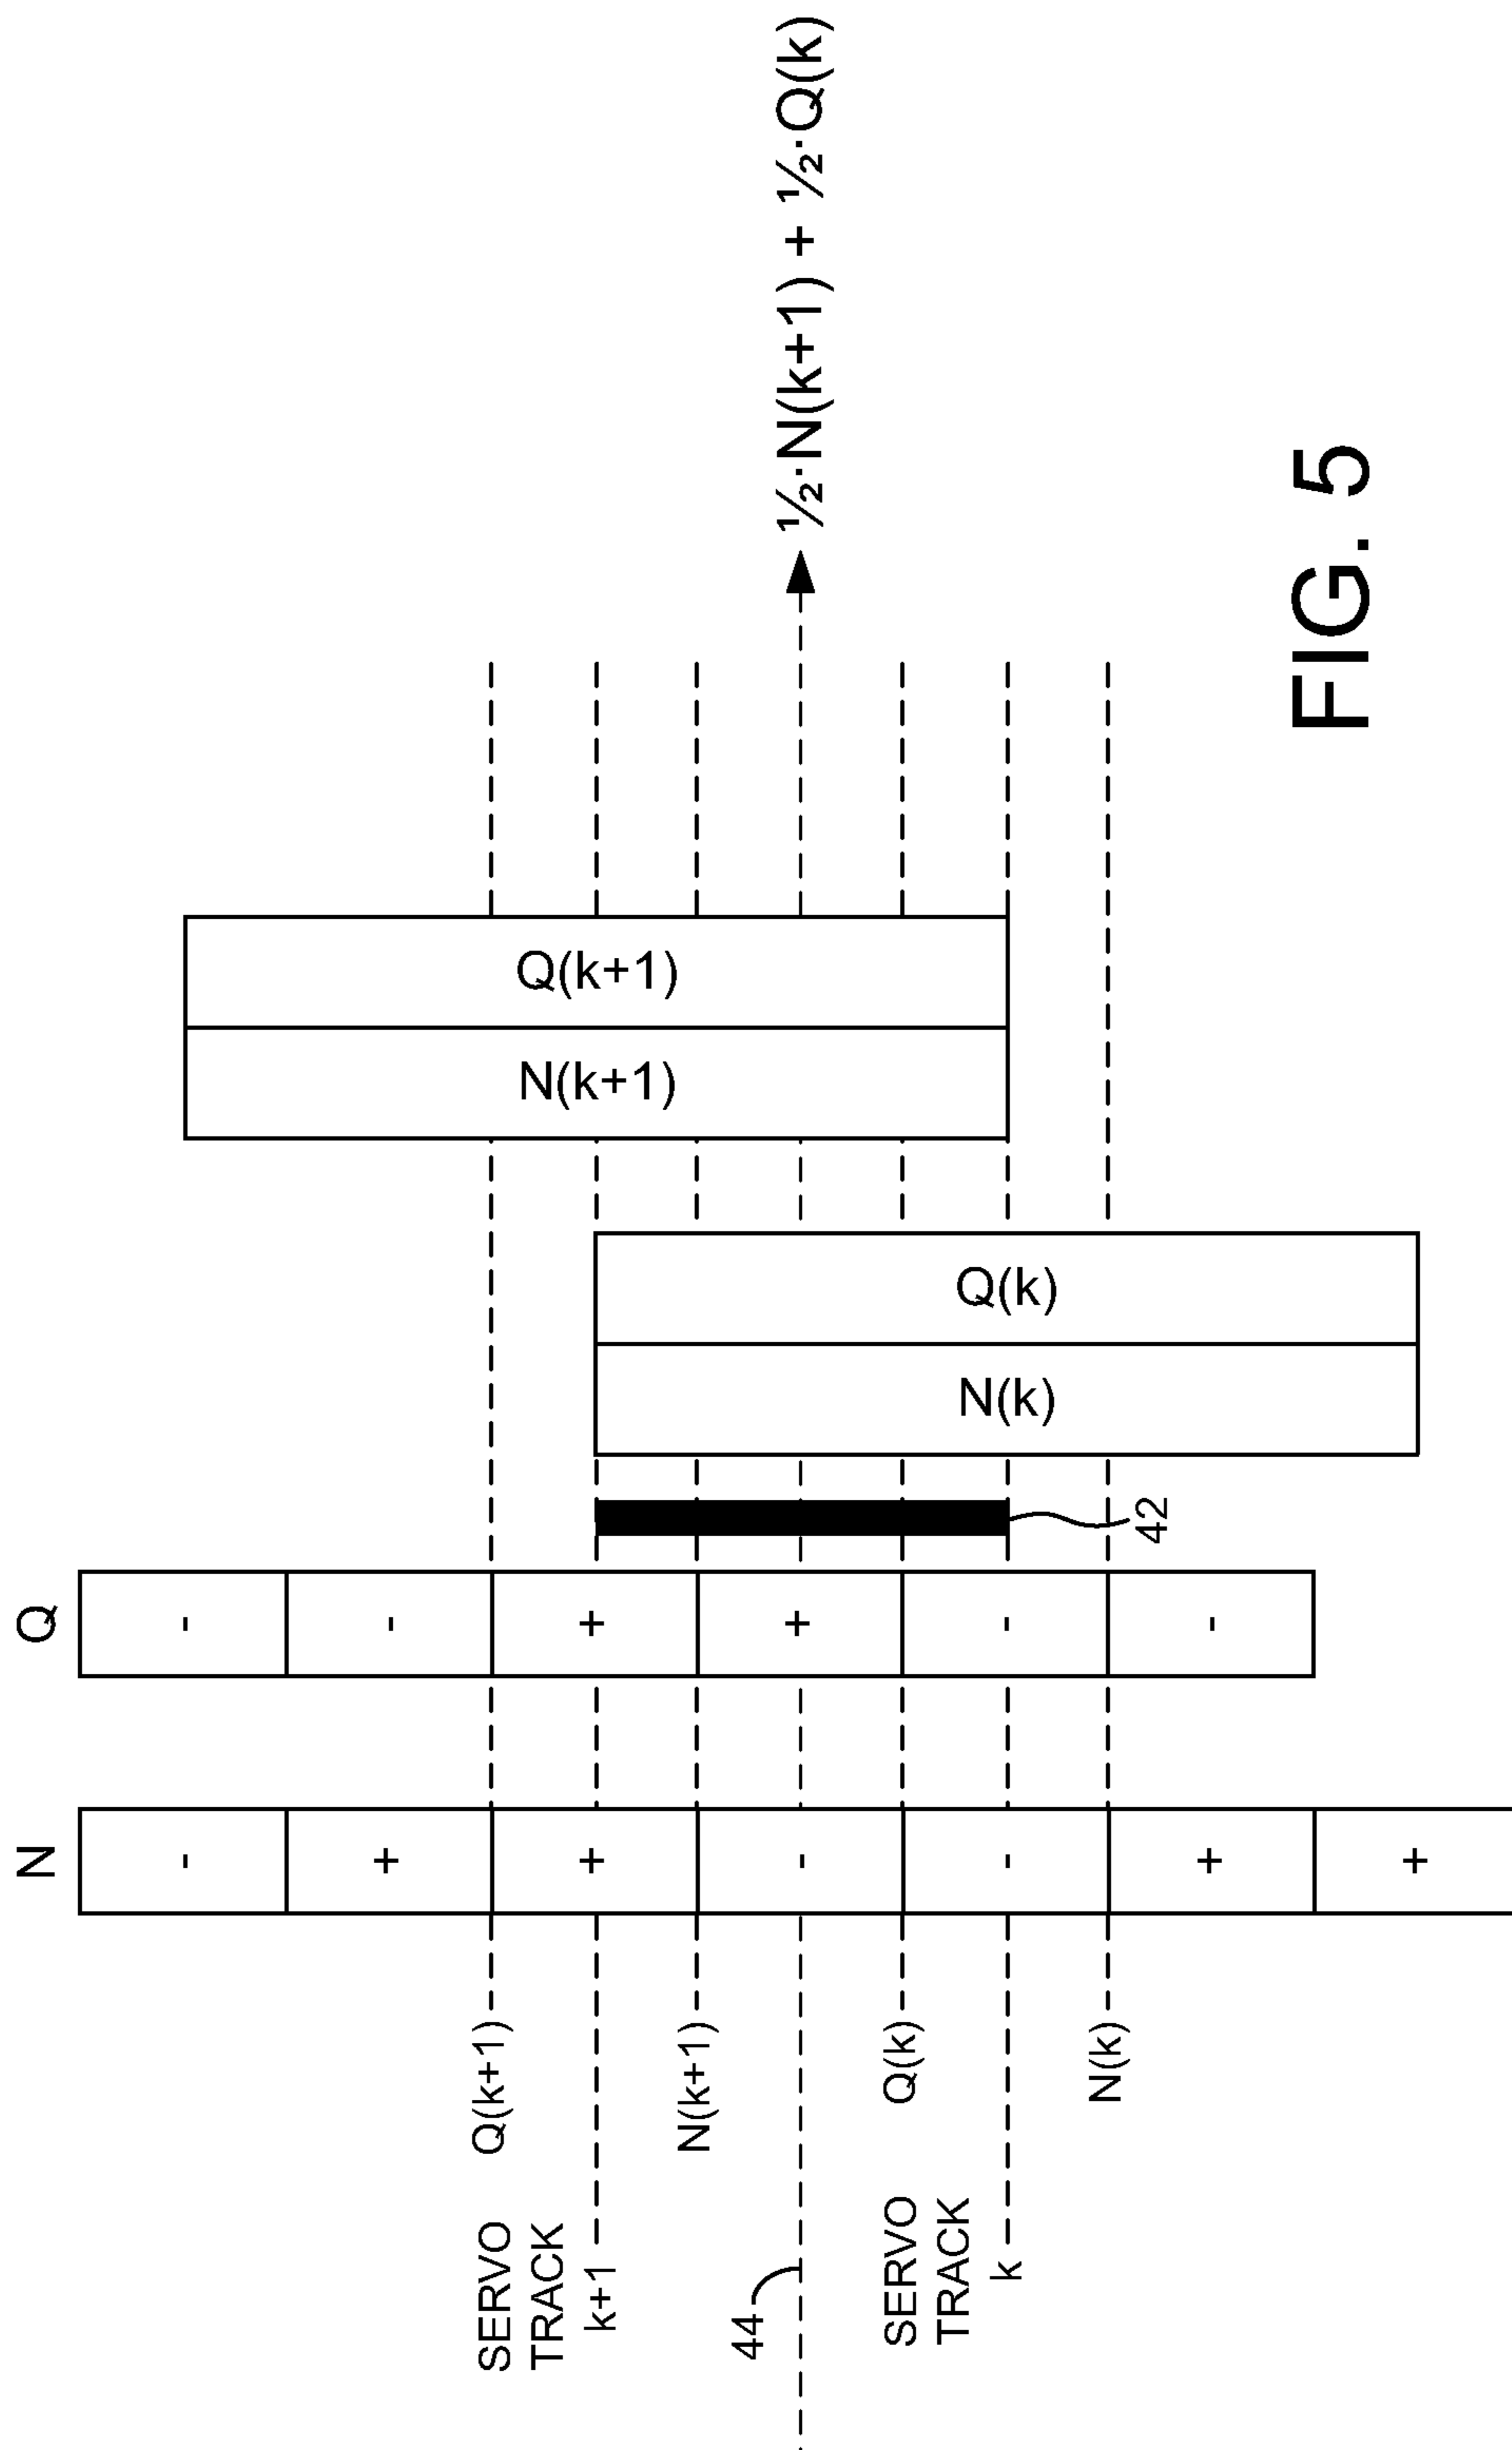 N Q
- -
+ -
SERVO
TRACK
k+1
Q(k+1)
+ +
N(k+1)
Q(k+1)
N(k+1)
44
- +
½·N(k+1) + ½·Q(k)
SERVO
TRACK
k
Q(k)
- -
N(k)
Q(k)
N(k)
42
+ -
+
FIG. 5